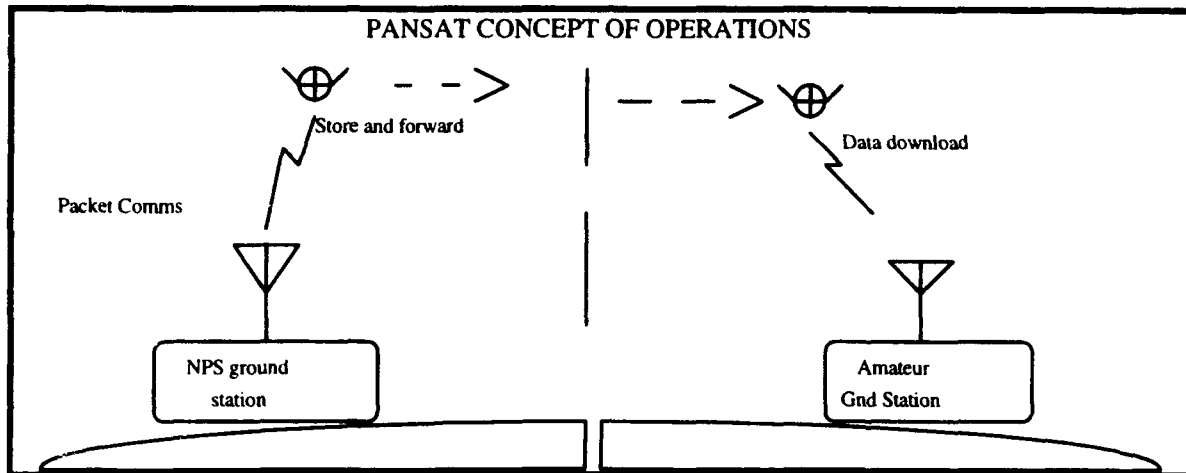 PANSAT CONCEPT OF OPERATIONS
Store and forward
Data download
Packet Comms
NPS ground
station
Amateur
Gnd Station